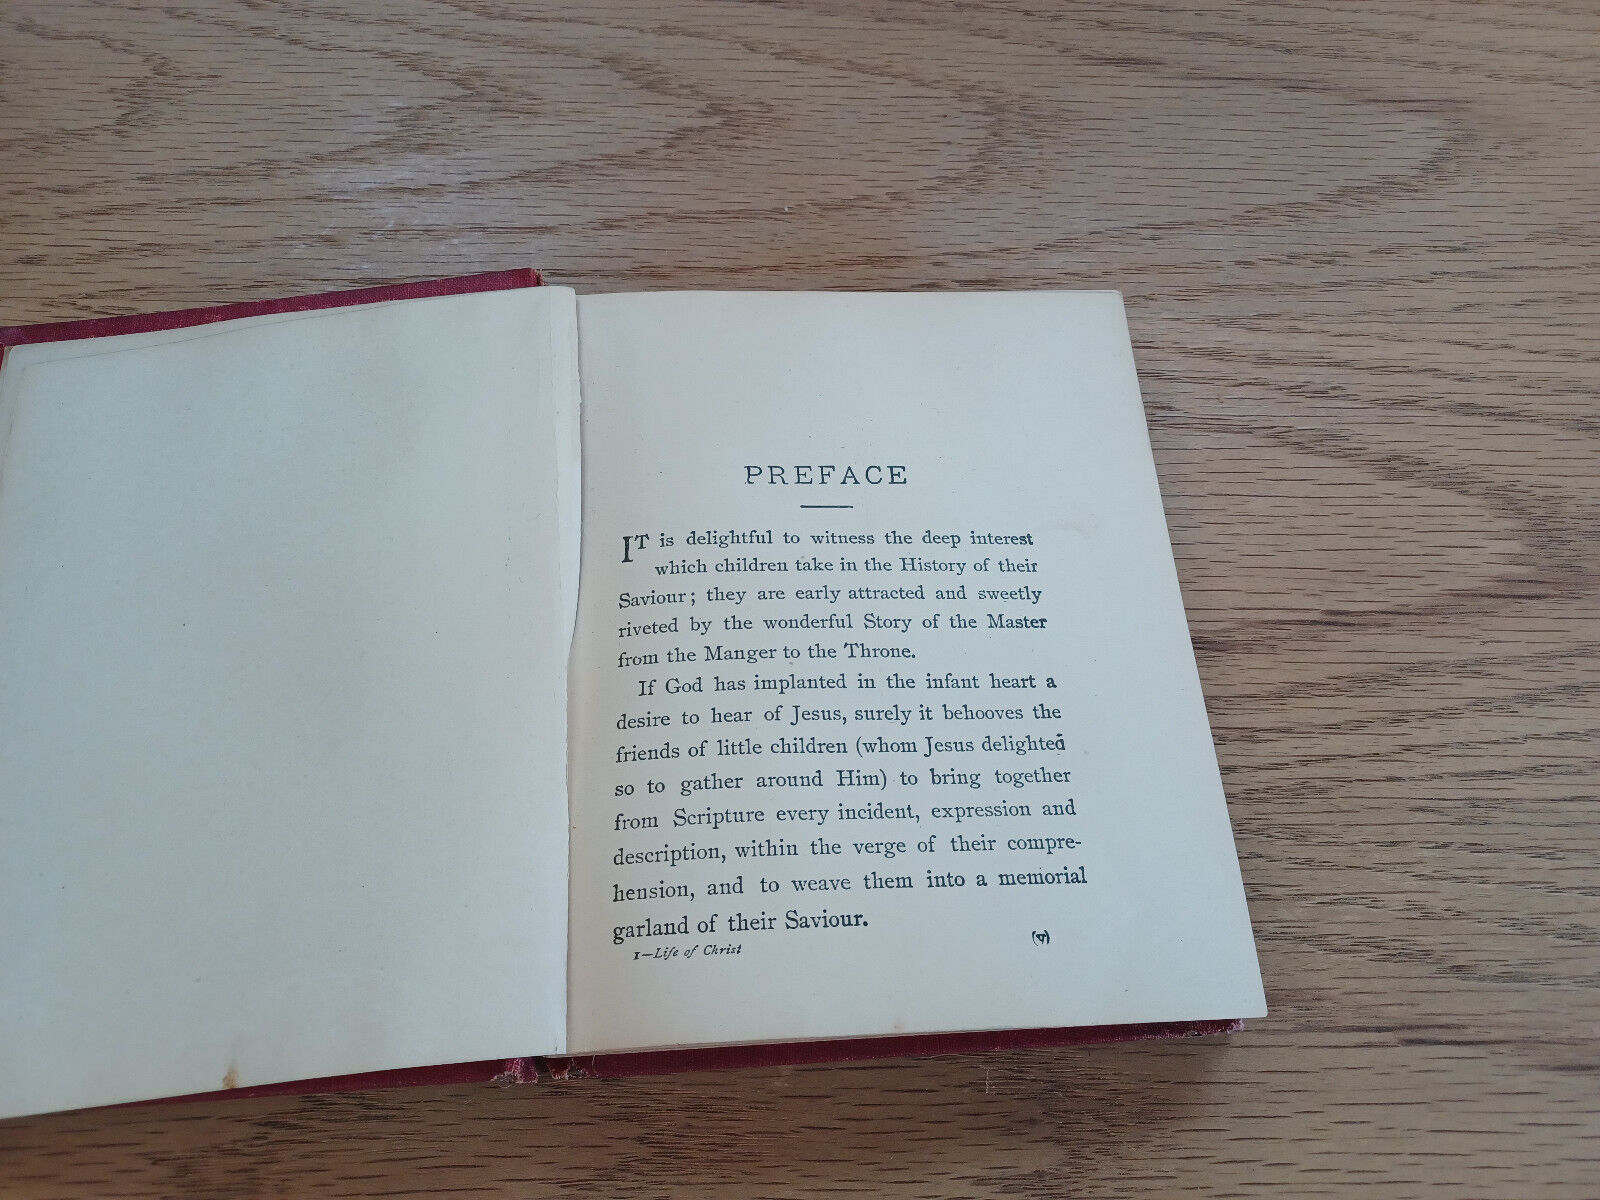 PREFACE
IT is delightful to witness the deep interest
which children take in the History of their
Saviour; they are early attracted and sweetly
riveted by the wonderful Story of the Master
from the Manger to the Throne.
If God has implanted in the infant heart a
desire to hear of Jesus, surely it behooves the
friends of little children (whom Jesus delighted
so to gather around Him) to bring together
from Scripture every incident, expression and
description, within the verge of their compre-
hension, and to weave them into a memorial
garland of their Saviour.
1—Life of Christ
(v)